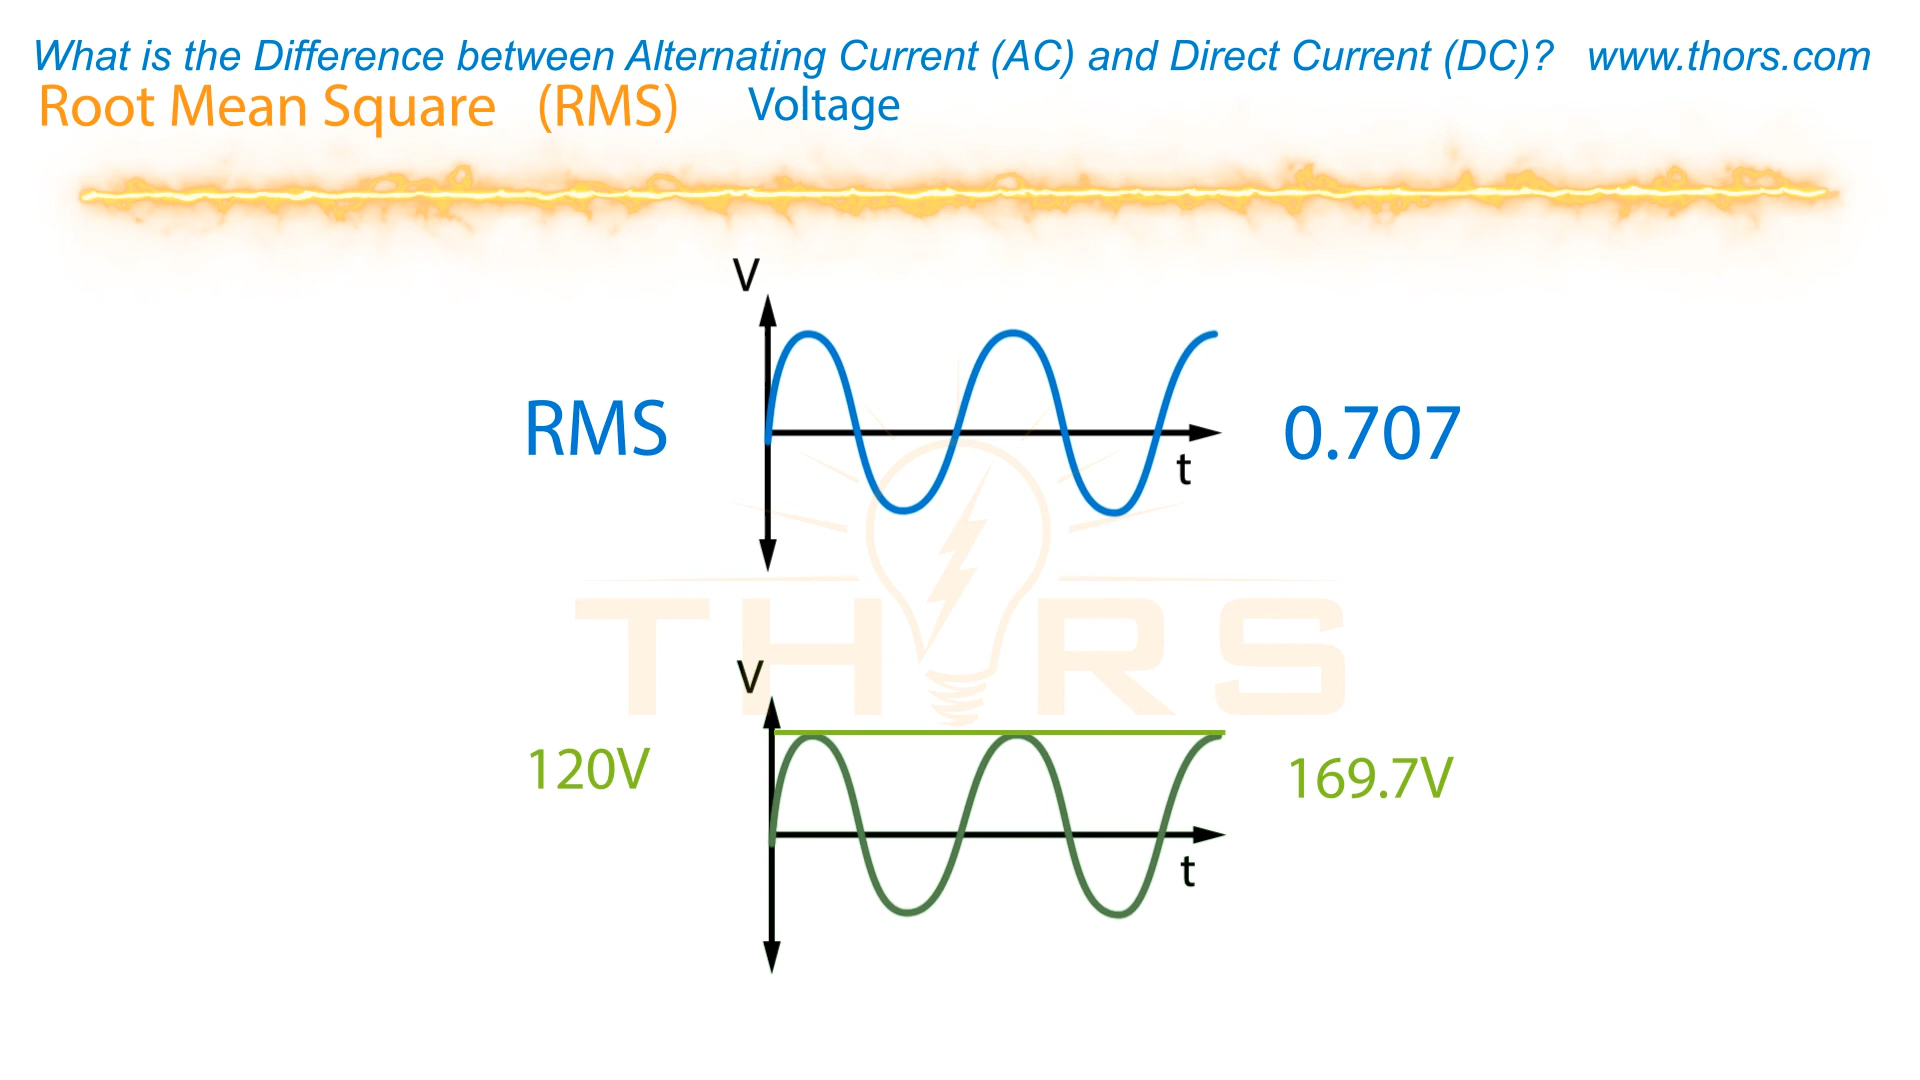 What is the Difference between Alternating Current (AC) and Direct Current (DC)? www.thors.com
Root Mean Square (RMS) Voltage
V
RMS
0.707
t
THORS
V
120V
169.7V
t